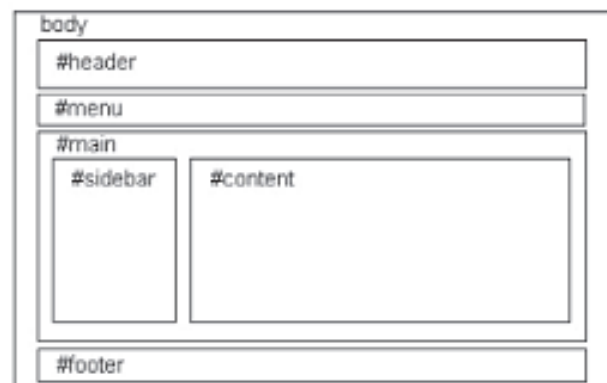 body
#header
#menu
#main
#sidebar
#content
#footer